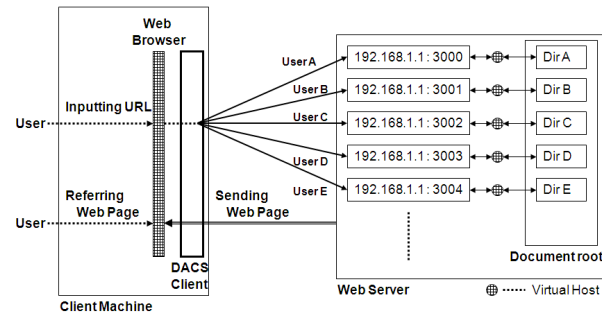 Web
Browser
User A
User B
Inputting URL
User C
User
User D
User E
Referring
Web Page
Sending
Web Page
User
DACS
Client
Client Machine
192.168.1.1 : 3000
Dir A
192.168.1.1 : 3001
Dir B
192.168.1.1 : 3002
Dir C
192.168.1.1 : 3003
Dir D
192.168.1.1 : 3004
Dir E
Document root
Web Server
Virtual Host